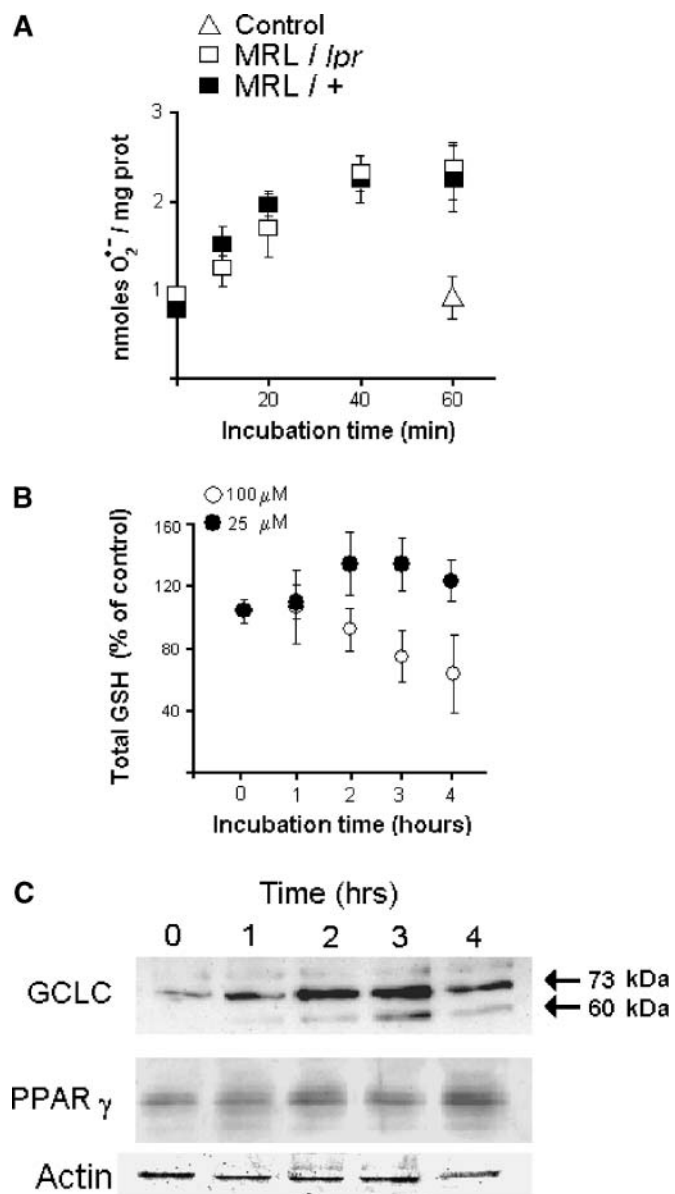 A
Control
MRL / lpr
MRL / +
3
2
1
nmoles O₂•− / mg prot
20 40 60
Incubation time (min)
B
100 μM
25 μM
160
120
80
40
Total GSH (% of control)
0 1 2 3 4
Incubation time (hours)
C
Time (hrs)
0 1 2 3 4
GCLC
73 kDa
60 kDa
PPAR γ
Actin